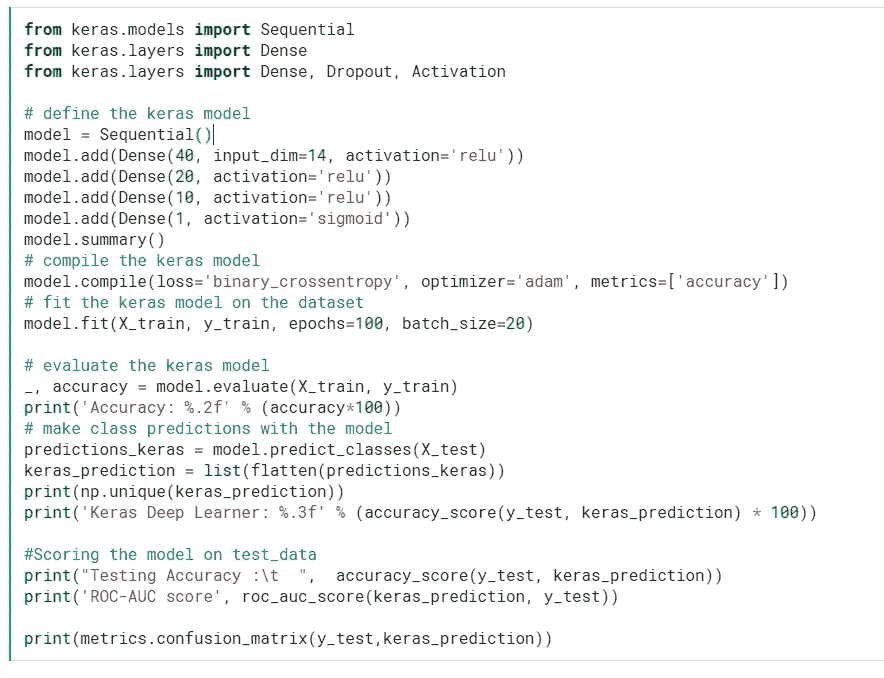 from keras.models import Sequential
from keras.layers import Dense
from keras.layers import Dense, Dropout, Activation
# define the keras model
model = Sequential()
model.add(Dense(40, input_dim=14, activation='relu'))
model.add(Dense(20, activation='relu'))
model.add(Dense(10, activation='relu'))
model.add(Dense(1, activation='sigmoid'))
model.summary()
# compile the keras model
model.compile(loss='binary_crossentropy', optimizer='adam', metrics=['accuracy'])
# fit the keras model on the dataset
model.fit(X_train, y_train, epochs=100, batch_size=20)
# evaluate the keras model
_, accuracy = model.evaluate(X_train, y_train)
print('Accuracy: %.2f' % (accuracy*100))
# make class predictions with the model
predictions_keras = model.predict_classes(X_test)
keras_prediction = list(flatten(predictions_keras))
print(np.unique(keras_prediction))
print('Keras Deep Learner: %.3f' % (accuracy_score(y_test, keras_prediction) * 100))
#Scoring the model on test_data
print("Testing Accuracy :\t  ",  accuracy_score(y_test, keras_prediction))
print('ROC-AUC score', roc_auc_score(keras_prediction, y_test))
print(metrics.confusion_matrix(y_test,keras_prediction))